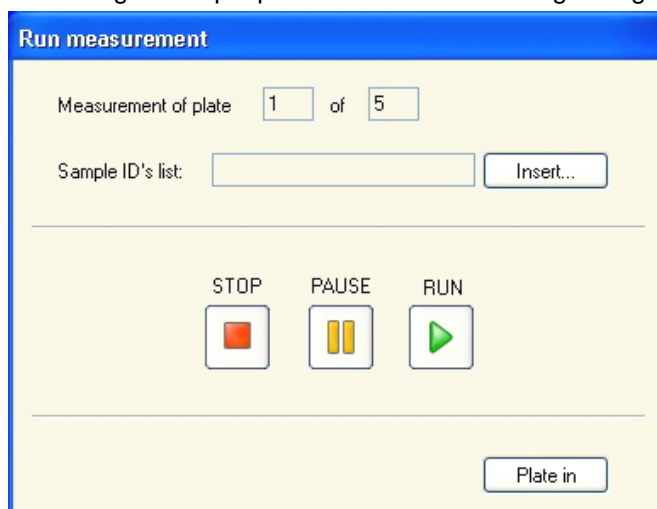 Run measurement
Measurement of plate 1 of 5
Sample ID's list: Insert...
STOP PAUSE RUN
Plate in